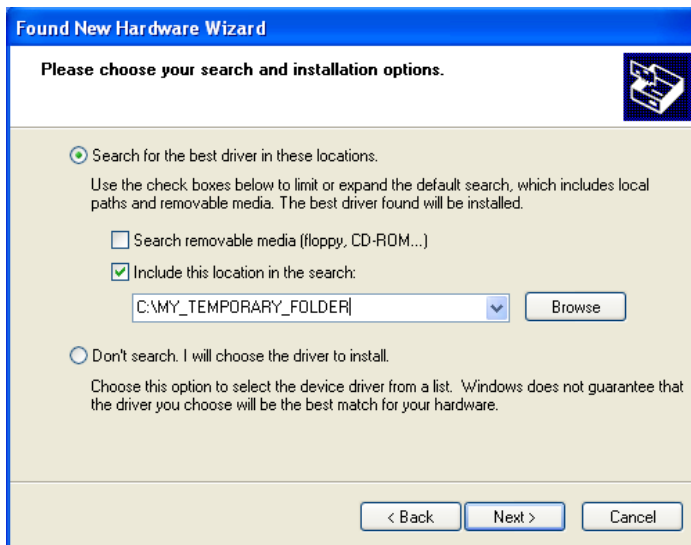 Found New Hardware Wizard
Please choose your search and installation options.
Search for the best driver in these locations.
Use the check boxes below to limit or expand the default search, which includes local
paths and removable media. The best driver found will be installed.
Search removable media (floppy, CD-ROM...)
Include this location in the search:
C:\MY_TEMPORARY_FOLDER
Browse
Don't search. I will choose the driver to install.
Choose this option to select the device driver from a list. Windows does not guarantee that
the driver you choose will be the best match for your hardware.
< Back Next > Cancel